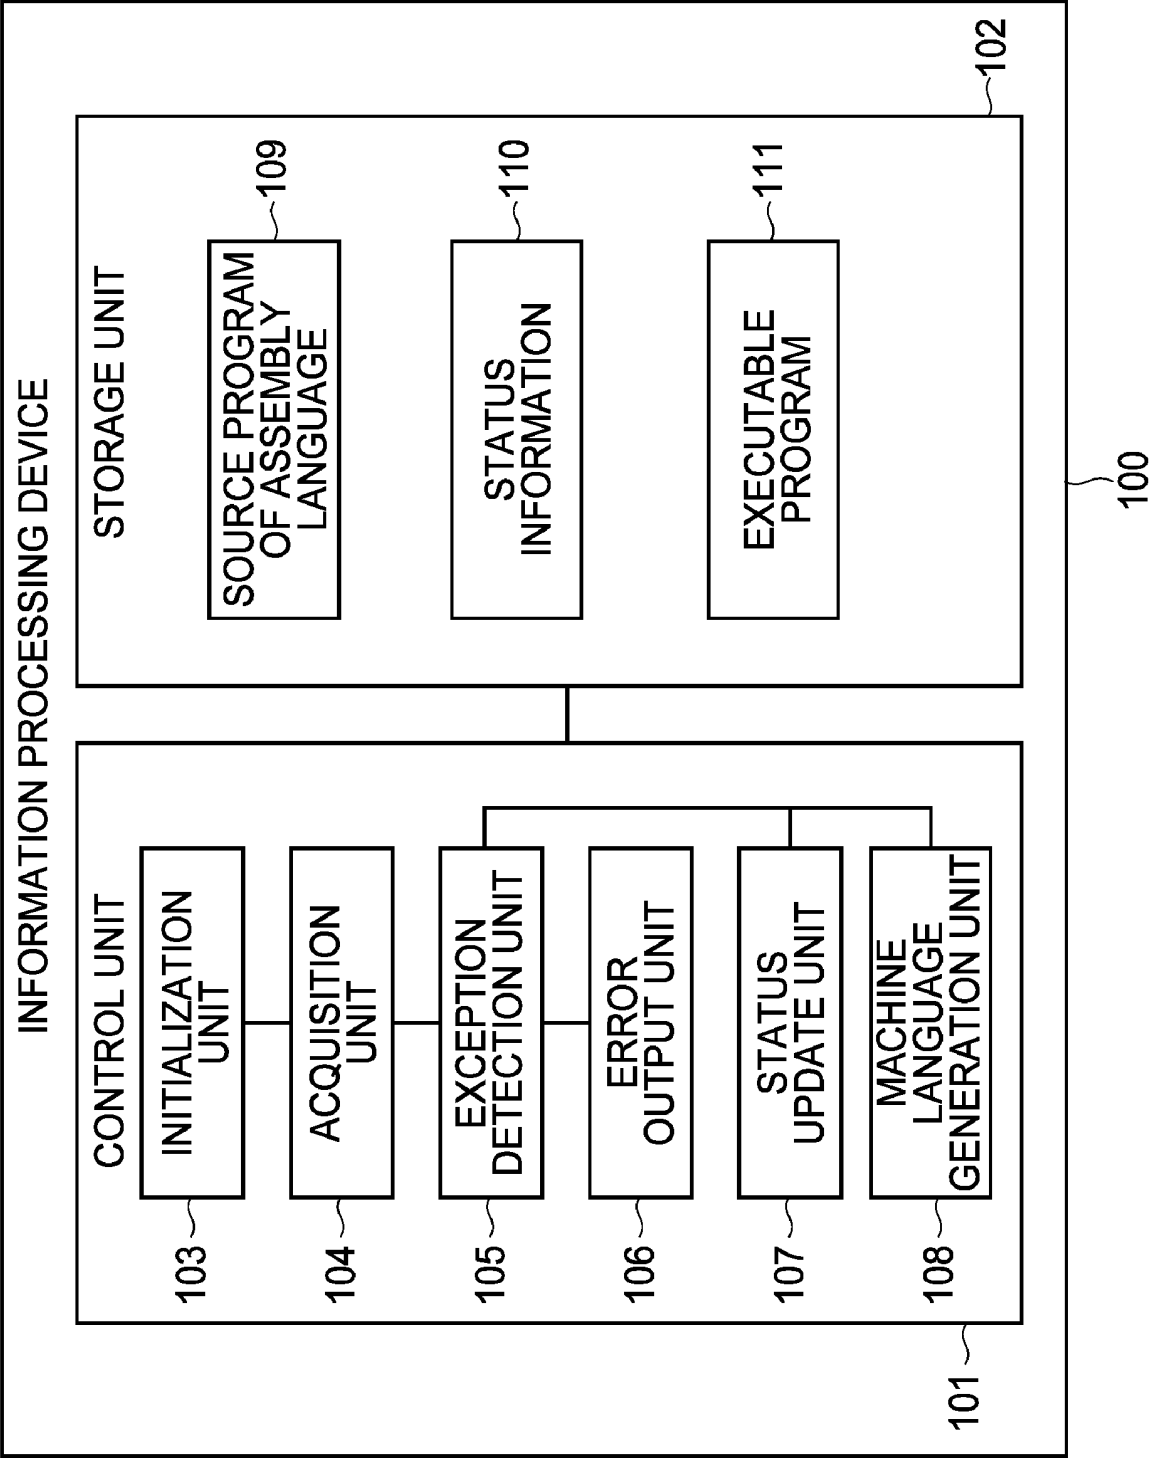 INFORMATION PROCESSING DEVICE
CONTROL UNIT
103
INITIALIZATION
UNIT
104
ACQUISITION
UNIT
105
EXCEPTION
DETECTION UNIT
106
ERROR
OUTPUT UNIT
107
STATUS
UPDATE UNIT
108
MACHINE
LANGUAGE
GENERATION UNIT
101
STORAGE UNIT
SOURCE PROGRAM
OF ASSEMBLY
LANGUAGE
109
STATUS
INFORMATION
110
EXECUTABLE
PROGRAM
111
102
100